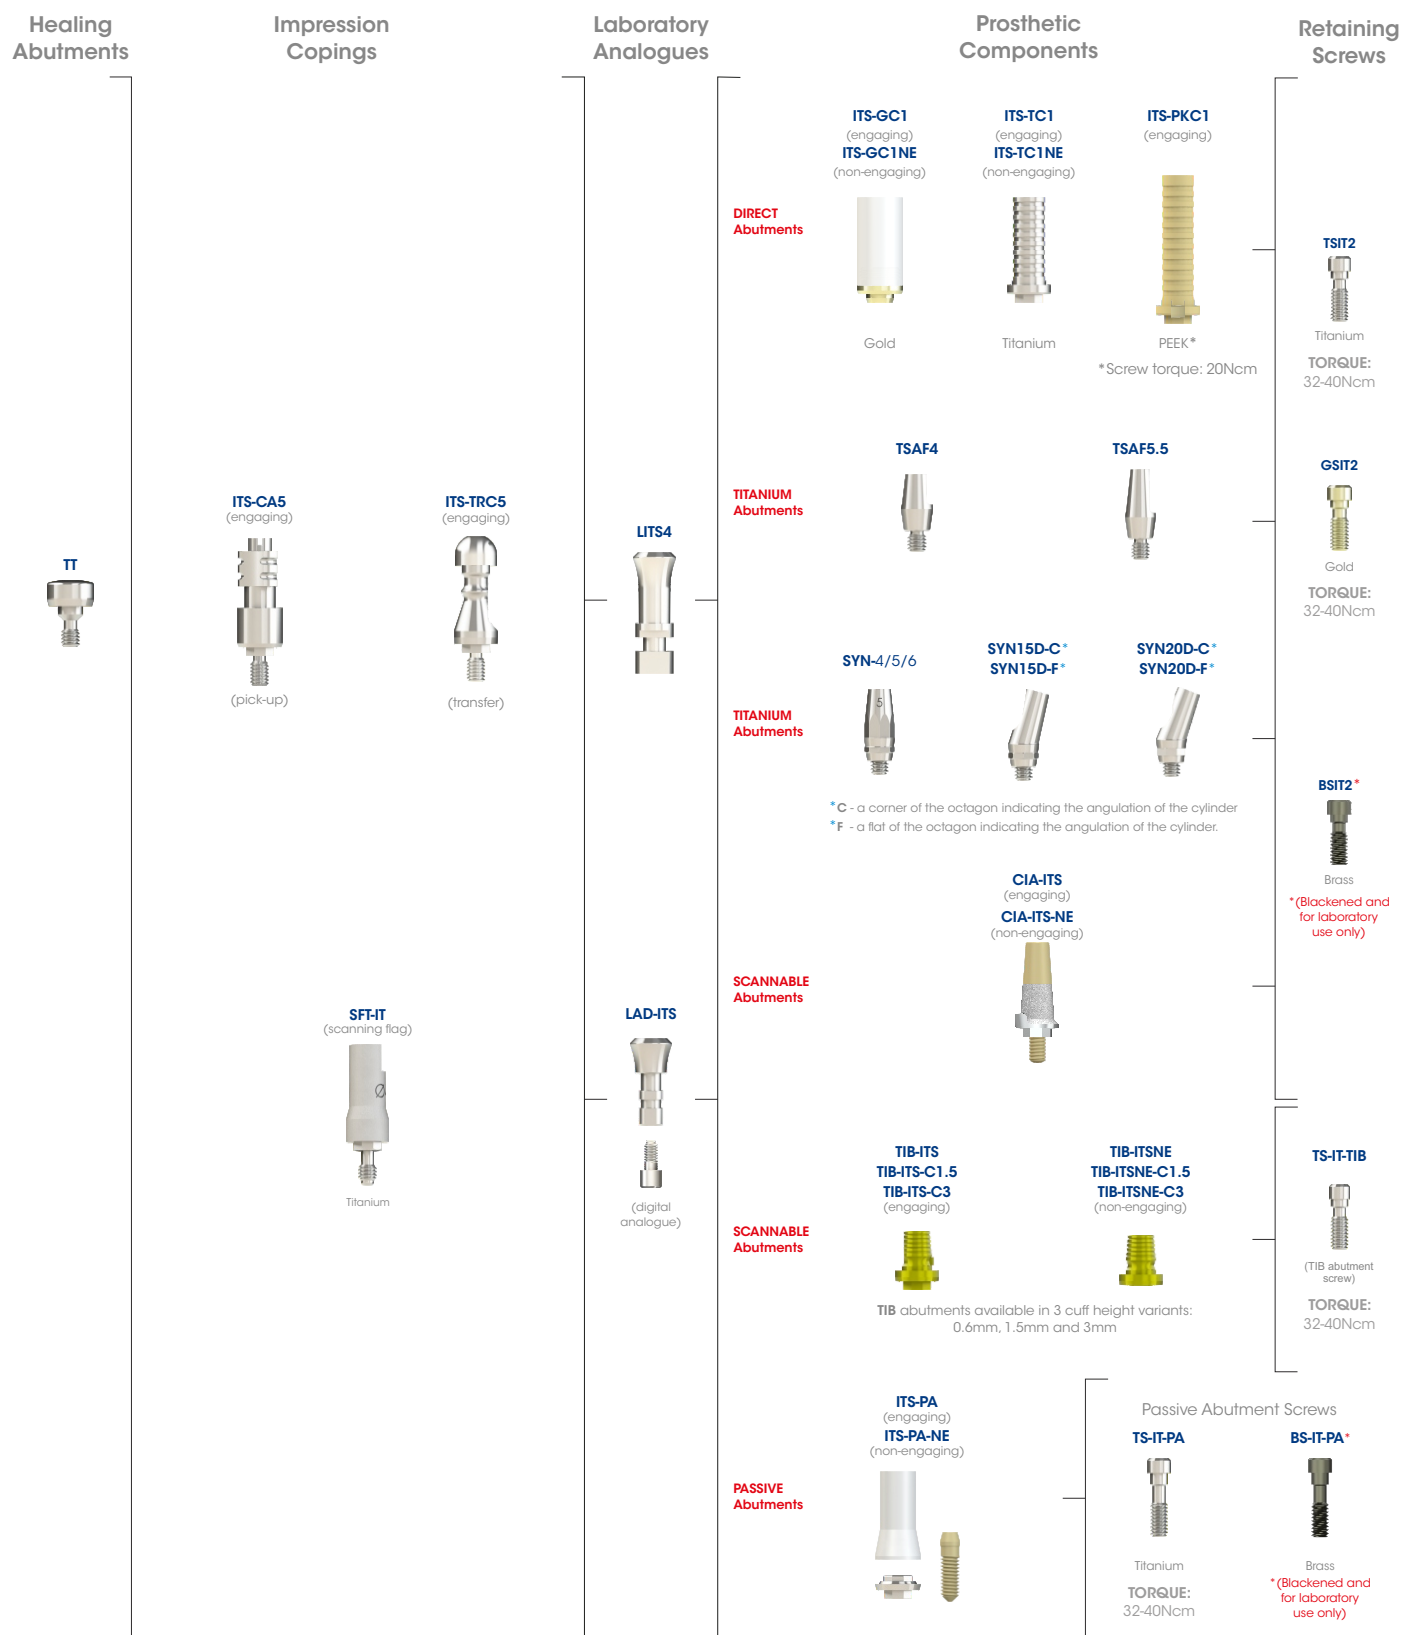 Healing
Abutments
Impression
Copings
Laboratory
Analogues
Prosthetic
Components
Retaining
Screws
TT
ITS-CA5
(engaging)
(pick-up)
ITS-TRC5
(engaging)
(transfer)
SFT-IT
(scanning flag)
Ø
Titanium
LITS4
LAD-ITS
(digital
analogue)
DIRECT
Abutments
ITS-GC1
(engaging)
ITS-GC1NE
(non-engaging)
Gold
ITS-TC1
(engaging)
ITS-TC1NE
(non-engaging)
Titanium
ITS-PKC1
(engaging)
PEEK*
*Screw torque: 20Ncm
TITANIUM
Abutments
TSAF4
TSAF5.5
TITANIUM
Abutments
SYN-4/5/6
5
SYN15D-C*
SYN15D-F*
SYN20D-C*
SYN20D-F*
*C - a corner of the octagon indicating the angulation of the cylinder
*F - a flat of the octagon indicating the angulation of the cylinder.
SCANNABLE
Abutments
CIA-ITS
(engaging)
CIA-ITS-NE
(non-engaging)
SCANNABLE
Abutments
TIB-ITS
TIB-ITS-C1.5
TIB-ITS-C3
(engaging)
TIB-ITSNE
TIB-ITSNE-C1.5
TIB-ITSNE-C3
(non-engaging)
TIB abutments available in 3 cuff height variants:
0.6mm, 1.5mm and 3mm
PASSIVE
Abutments
ITS-PA
(engaging)
ITS-PA-NE
(non-engaging)
TSIT2
Titanium
TORQUE:
32-40Ncm
GSIT2
Gold
TORQUE:
32-40Ncm
BSIT2*
Brass
*(Blackened and
for laboratory
use only)
TS-IT-TIB
(TIB abutment
screw)
TORQUE:
32-40Ncm
Passive Abutment Screws
TS-IT-PA
Titanium
TORQUE:
32-40Ncm
BS-IT-PA*
Brass
*(Blackened and
for laboratory
use only)